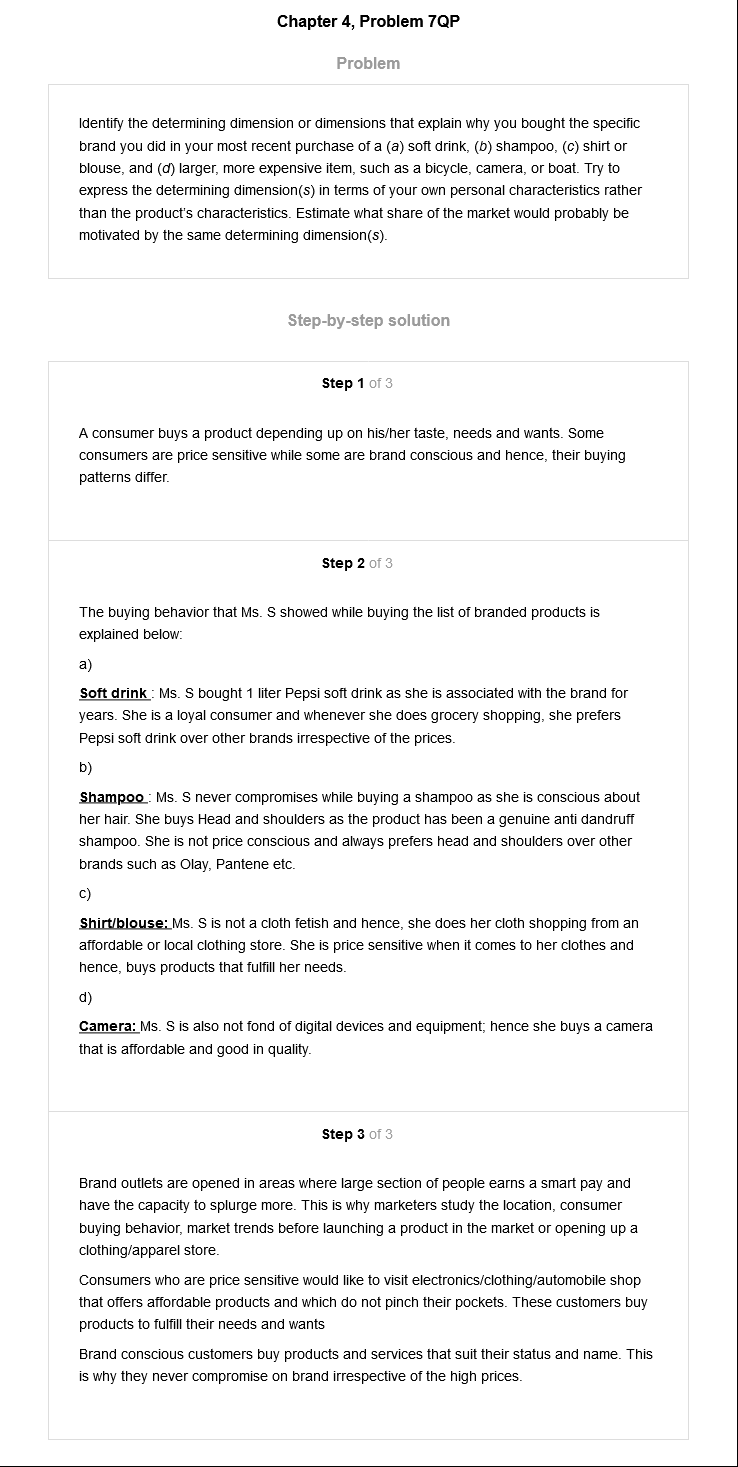 Chapter 4, Problem 7QP
Problem
Identify the determining dimension or dimensions that explain why you bought the specific
brand you did in your most recent purchase of a (a) soft drink, (b) shampoo, (c) shirt or
blouse, and (d) larger, more expensive item, such as a bicycle, camera, or boat. Try to
express the determining dimension(s) in terms of your own personal characteristics rather
than the product's characteristics. Estimate what share of the market would probably be
motivated by the same determining dimension(s).
Step-by-step solution
Step 1 of 3
A consumer buys a product depending up on his/her taste, needs and wants. Some
consumers are price sensitive while some are brand conscious and hence, their buying
patterns differ.
Step 2 of 3
The buying behavior that Ms. S showed while buying the list of branded products is
explained below:
a)
Soft drink : Ms. S bought 1 liter Pepsi soft drink as she is associated with the brand for
years. She is a loyal consumer and whenever she does grocery shopping, she prefers
Pepsi soft drink over other brands irrespective of the prices.
b)
Shampoo : Ms. S never compromises while buying a shampoo as she is conscious about
her hair. She buys Head and shoulders as the product has been a genuine anti dandruff
shampoo. She is not price conscious and always prefers head and shoulders over other
brands such as Olay, Pantene etc.
c)
Shirt/blouse: Ms. S is not a cloth fetish and hence, she does her cloth shopping from an
affordable or local clothing store. She is price sensitive when it comes to her clothes and
hence, buys products that fulfill her needs.
d)
Camera: Ms. S is also not fond of digital devices and equipment; hence she buys a camera
that is affordable and good in quality.
Step 3 of 3
Brand outlets are opened in areas where large section of people earns a smart pay and
have the capacity to splurge more. This is why marketers study the location, consumer
buying behavior, market trends before launching a product in the market or opening up a
clothing/apparel store.
Consumers who are price sensitive would like to visit electronics/clothing/automobile shop
that offers affordable products and which do not pinch their pockets. These customers buy
products to fulfill their needs and wants
Brand conscious customers buy products and services that suit their status and name. This
is why they never compromise on brand irrespective of the high prices.